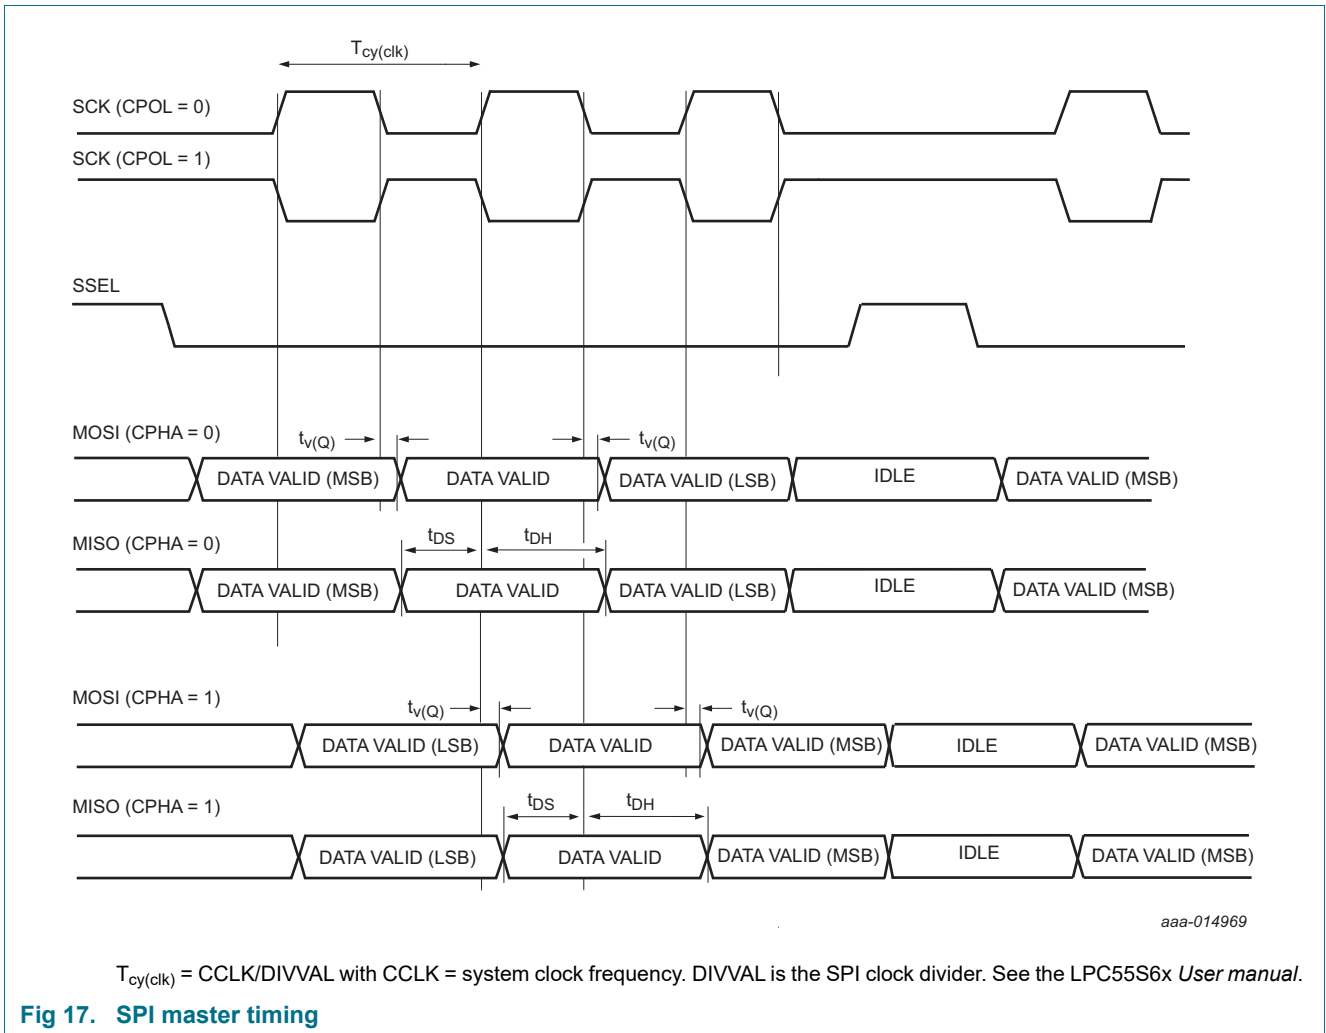 Tcy(clk)
SCK (CPOL = 0)
SCK (CPOL = 1)
SSEL
MOSI (CPHA = 0)
tv(Q) tv(Q)
DATA VALID (MSB) DATA VALID DATA VALID (LSB) IDLE DATA VALID (MSB)
MISO (CPHA = 0)
tDS tDH
DATA VALID (MSB) DATA VALID DATA VALID (LSB) IDLE DATA VALID (MSB)
MOSI (CPHA = 1)
tv(Q) tv(Q)
DATA VALID (LSB) DATA VALID DATA VALID (MSB) IDLE DATA VALID (MSB)
MISO (CPHA = 1)
tDS tDH
DATA VALID (LSB) DATA VALID DATA VALID (MSB) IDLE DATA VALID (MSB)
aaa-014969
Tcy(clk) = CCLK/DIVVAL with CCLK = system clock frequency. DIVVAL is the SPI clock divider. See the LPC55S6x User manual.
Fig 17. SPI master timing